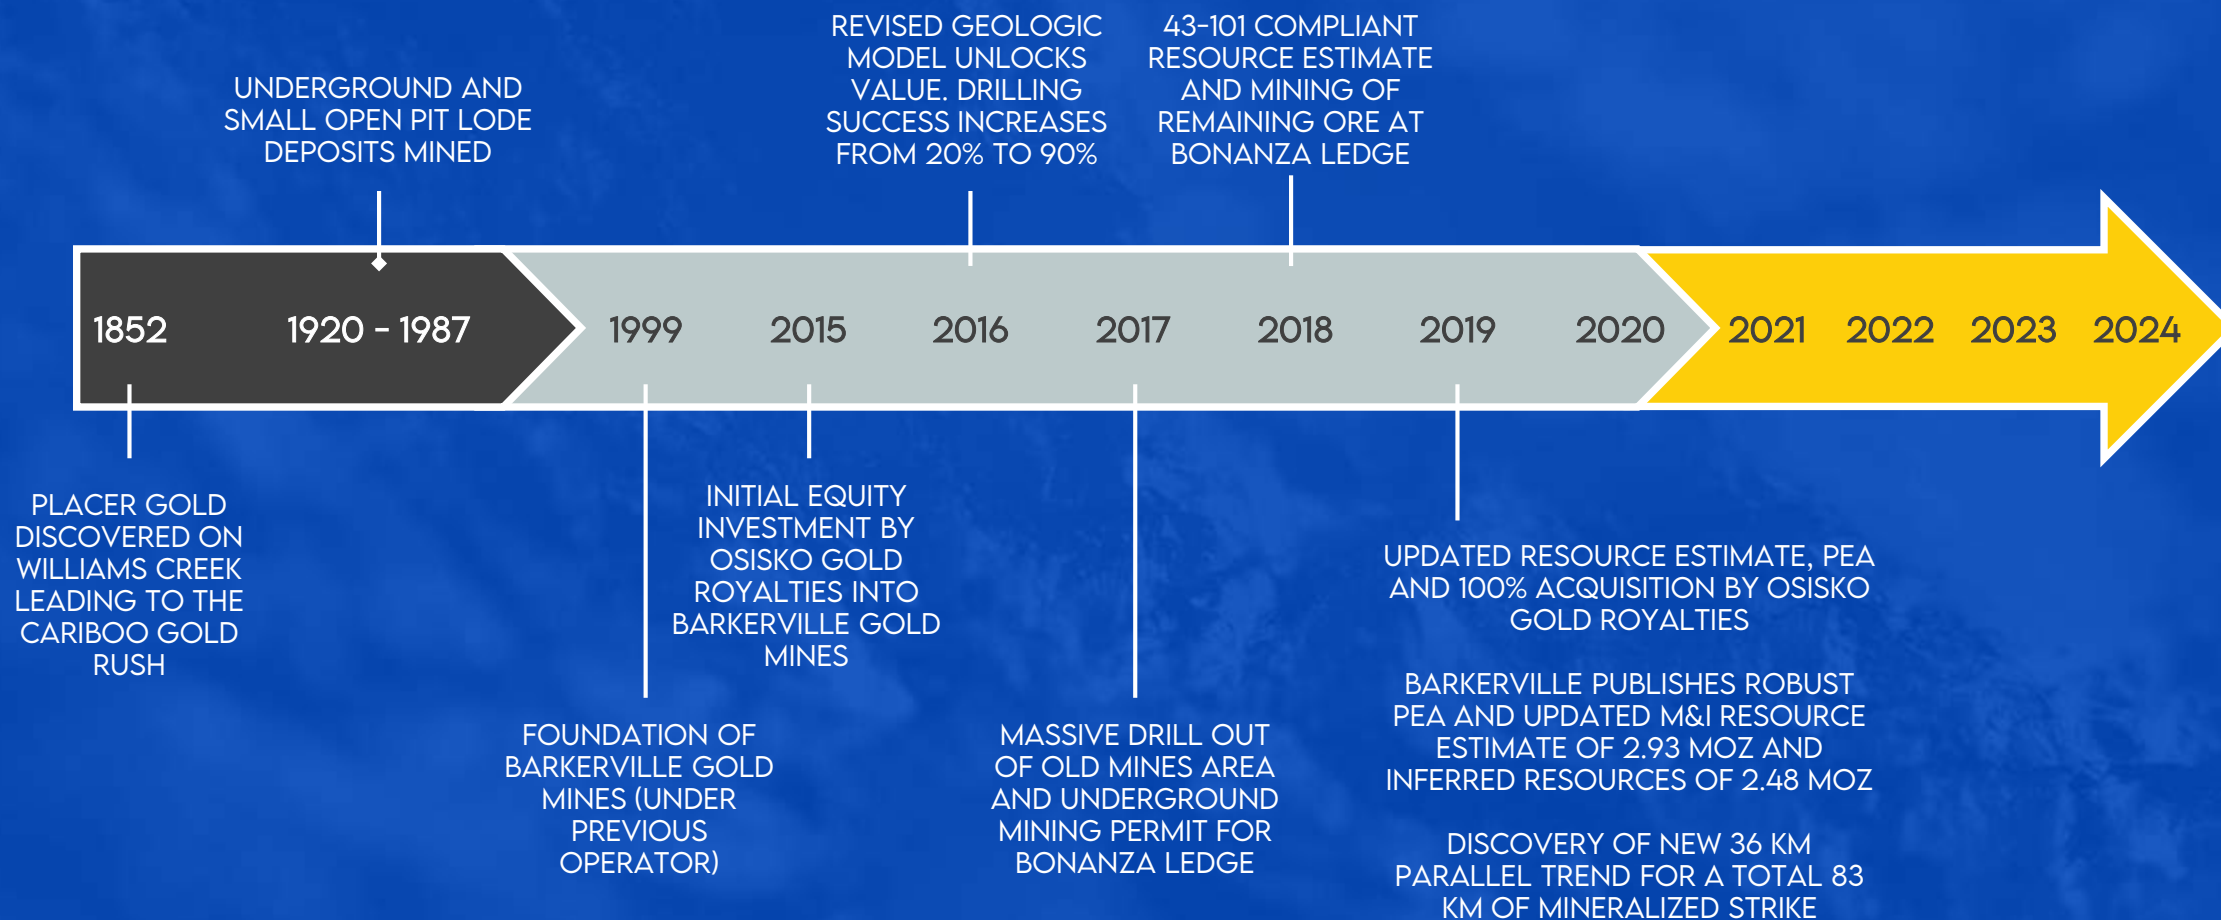 REVISED GEOLOGIC
MODEL UNLOCKS
VALUE. DRILLING
SUCCESS INCREASES
FROM 20% TO 90%
43-101 COMPLIANT
RESOURCE ESTIMATE
AND MINING OF
REMAINING ORE AT
BONANZA LEDGE
UNDERGROUND AND
SMALL OPEN PIT LODE
DEPOSITS MINED
1852
1920 - 1987
1999
2015
2016
2017
2018
2019
2020
2021
2022
2023
2024
PLACER GOLD
DISCOVERED ON
WILLIAMS CREEK
LEADING TO THE
CARIBOO GOLD
RUSH
INITIAL EQUITY
INVESTMENT BY
OSISKO GOLD
ROYALTIES INTO
BARKERVILLE GOLD
MINES
FOUNDATION OF
BARKERVILLE GOLD
MINES (UNDER
PREVIOUS
OPERATOR)
MASSIVE DRILL OUT
OF OLD MINES AREA
AND UNDERGROUND
MINING PERMIT FOR
BONANZA LEDGE
UPDATED RESOURCE ESTIMATE, PEA
AND 100% ACQUISITION BY OSISKO
GOLD ROYALTIES
BARKERVILLE PUBLISHES ROBUST
PEA AND UPDATED M&I RESOURCE
ESTIMATE OF 2.93 MOZ AND
INFERRED RESOURCES OF 2.48 MOZ
DISCOVERY OF NEW 36 KM
PARALLEL TREND FOR A TOTAL 83
KM OF MINERALIZED STRIKE